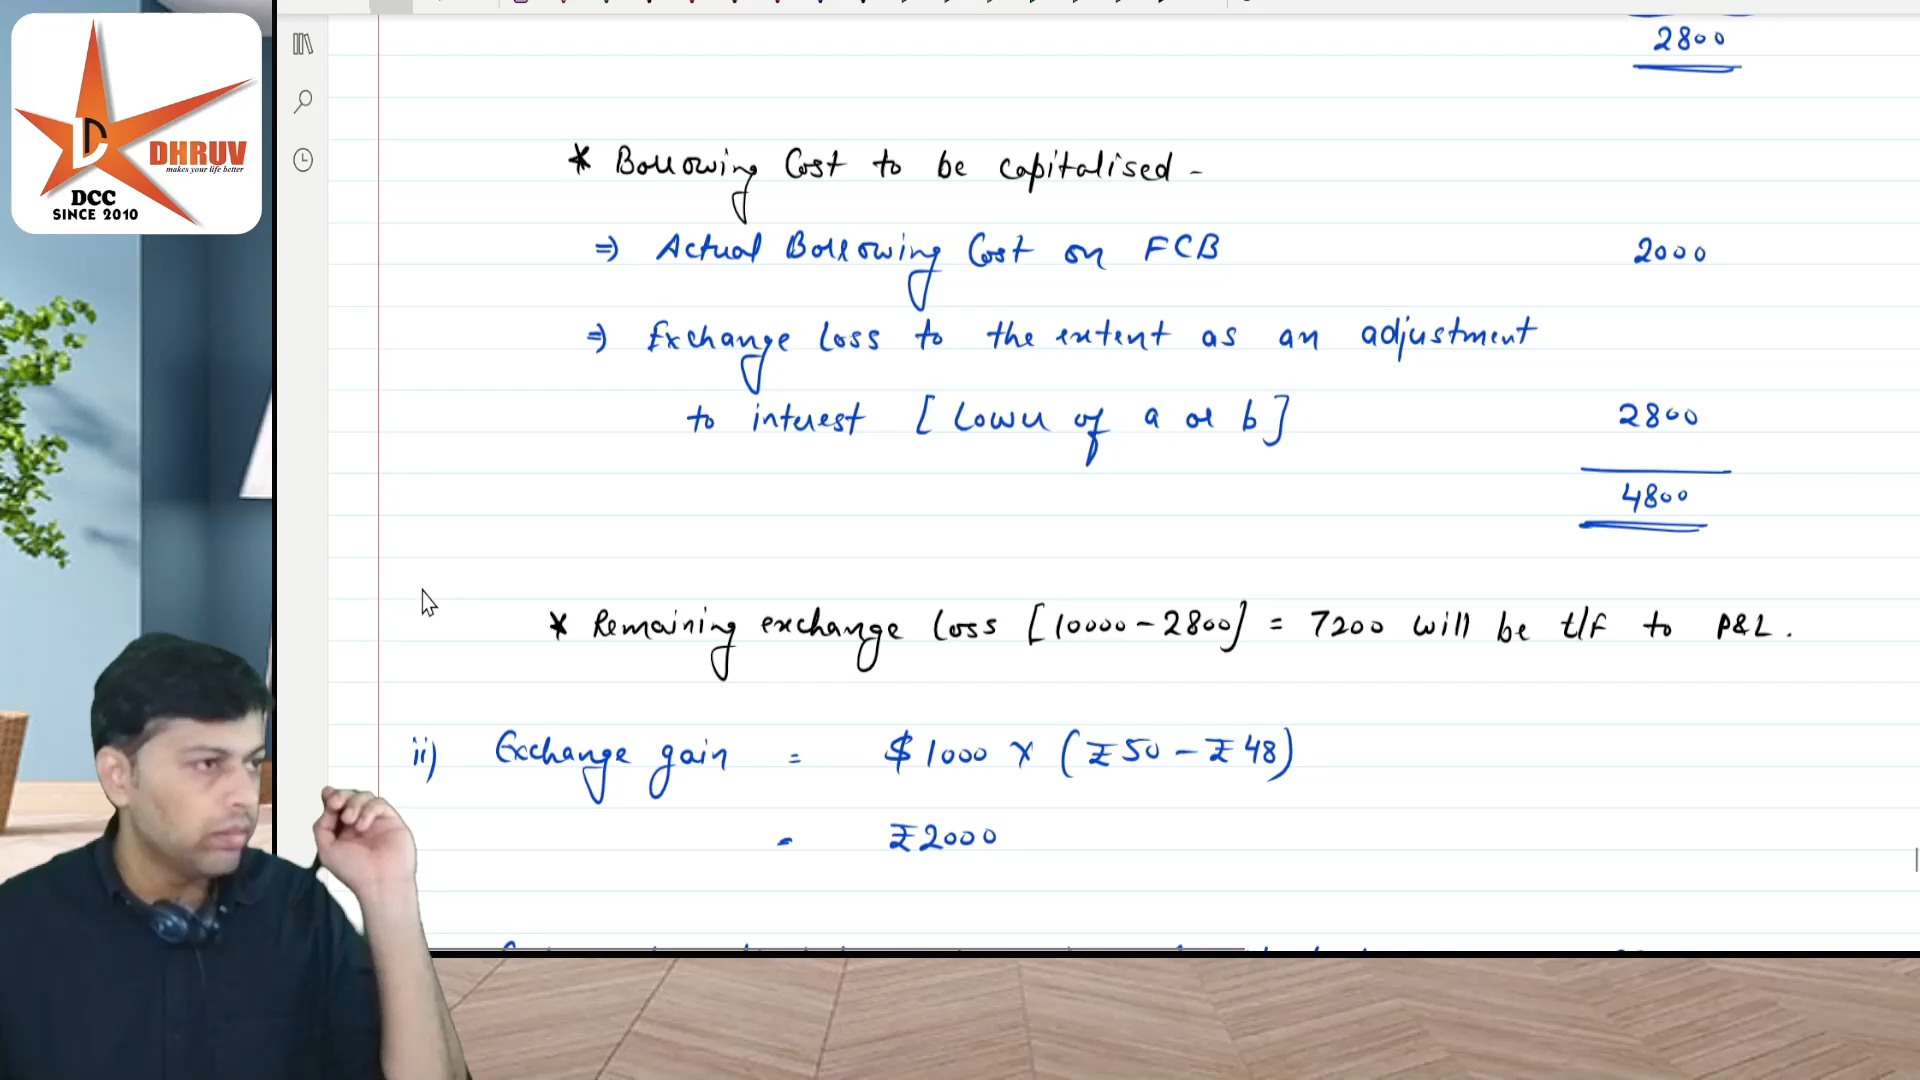 2800
* Borrowing Cost to be capitalised -
⇒ Actual Borrowing Cost on FCB 2000
⇒ Exchange Loss to the extent as an adjustment
to interest [Lower of a or b] 2800
4800
* Remaining exchange loss [10000-2800] = 7200 will be t/f to P&L.
ii) Exchange gain = $1000 x (₹50 - ₹48)
= ₹2000
DHRUV
makes your life better
DCC
SINCE 2010